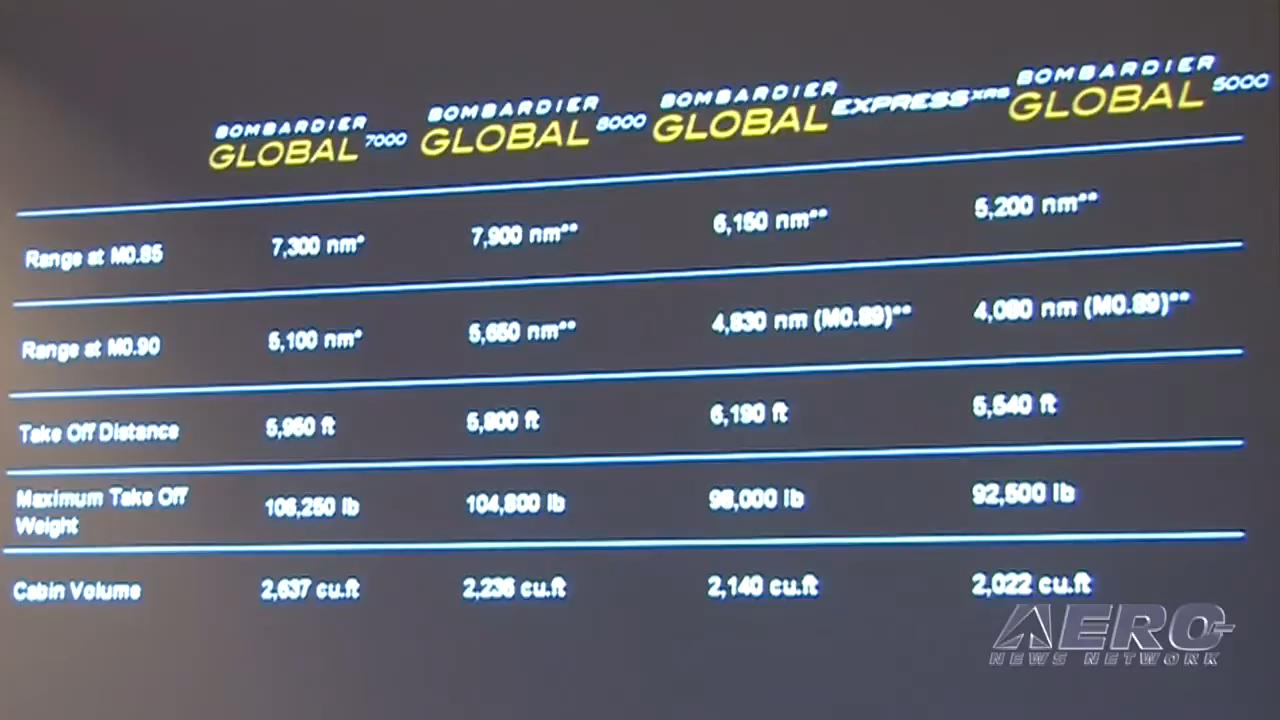 BOMBARDIER GLOBAL 7000 BOMBARDIER GLOBAL 8000 BOMBARDIER GLOBAL EXPRESS XRS BOMBARDIER GLOBAL 5000
Range at M0.85 7,300 nm* 7,900 nm** 6,150 nm** 5,200 nm**
Range at M0.90 5,100 nm* 5,650 nm** 4,830 nm (M0.89)** nm (M0.89)**
Take Off Distance 5,950 ft 5,800 ft 6,190 ft 5,540 ft
Maximum Take Off
Weight 106,250 lb 104,800 lb 98,000 lb 92,500 lb
Cabin Volume 2,637 cu.ft 2,236 cu.ft 2,140 cu.ft 2,022 cu.ft
AERO
NEWS NETWORK